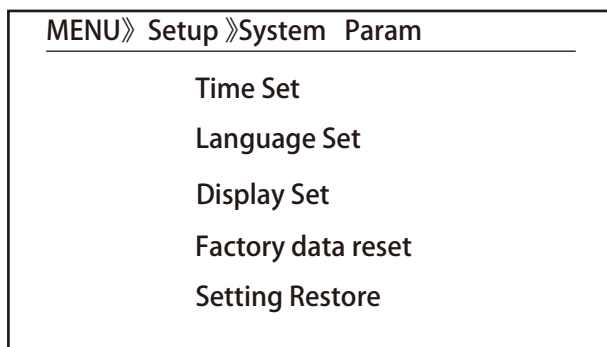 MENU》 Setup 》System Param
Time Set
Language Set
Display Set
Factory data reset
Setting Restore